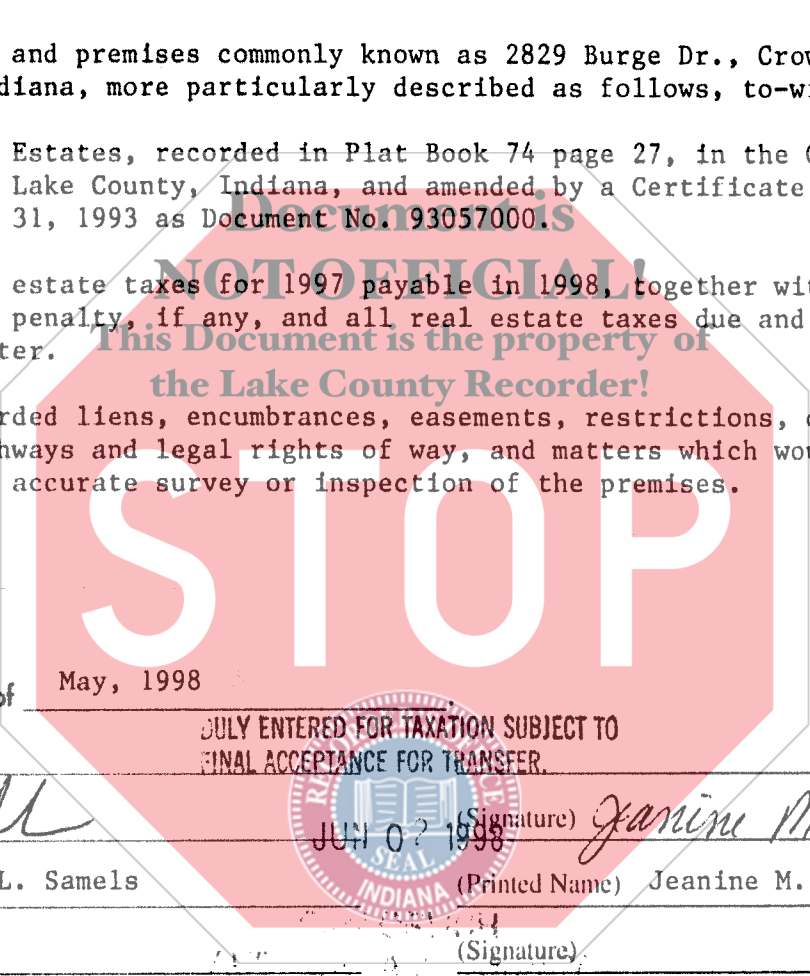 and premises commonly known as 2829 Burge Dr., Crow
diana, more particularly described as follows, to-wi
Estates, recorded in Plat Book 74 page 27, in the
Lake County, Indiana, and amended by a Certificate
31, 1993 as Document No. 93057000.
Document is
NOT OFFICIAL!
estate taxes for 1997 payable in 1998, together wit
penalty, if any, and all real estate taxes due and
This Document is the property of
ter.
the Lake County Recorder!
rded liens, encumbrances, easements, restrictions,
hways and legal rights of way, and matters which wou
accurate survey or inspection of the premises.
STOP
of May, 1998
DULY ENTERED FOR TAXATION SUBJECT TO
FINAL ACCEPTANCE FOR TRANSFER.
(Signature) Jeanine M
JUN 0 1998
SEAL
INDIANA
L. Samels (Printed Name) Jeanine M.
(Signature)